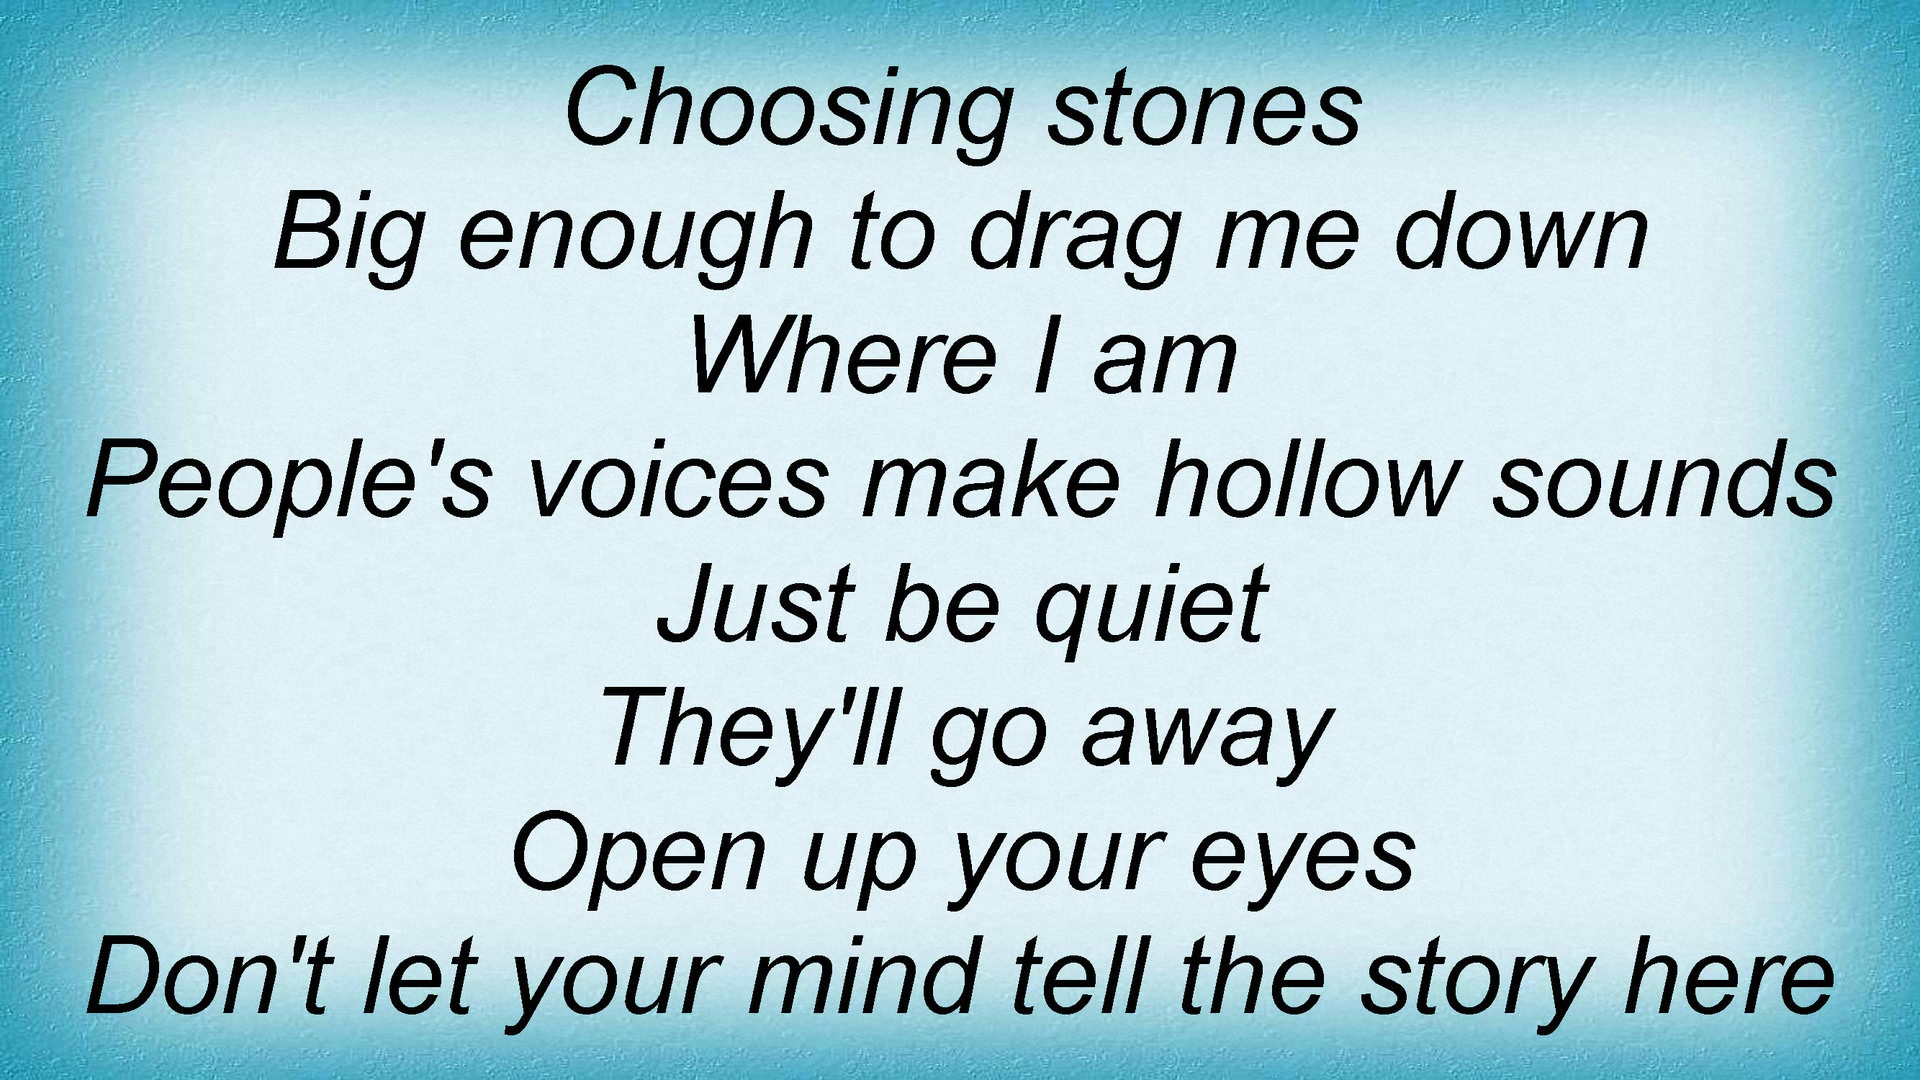 Choosing stones
Big enough to drag me down
Where I am
People's voices make hollow sounds
Just be quiet
They'll go away
Open up your eyes
Don't let your mind tell the story here